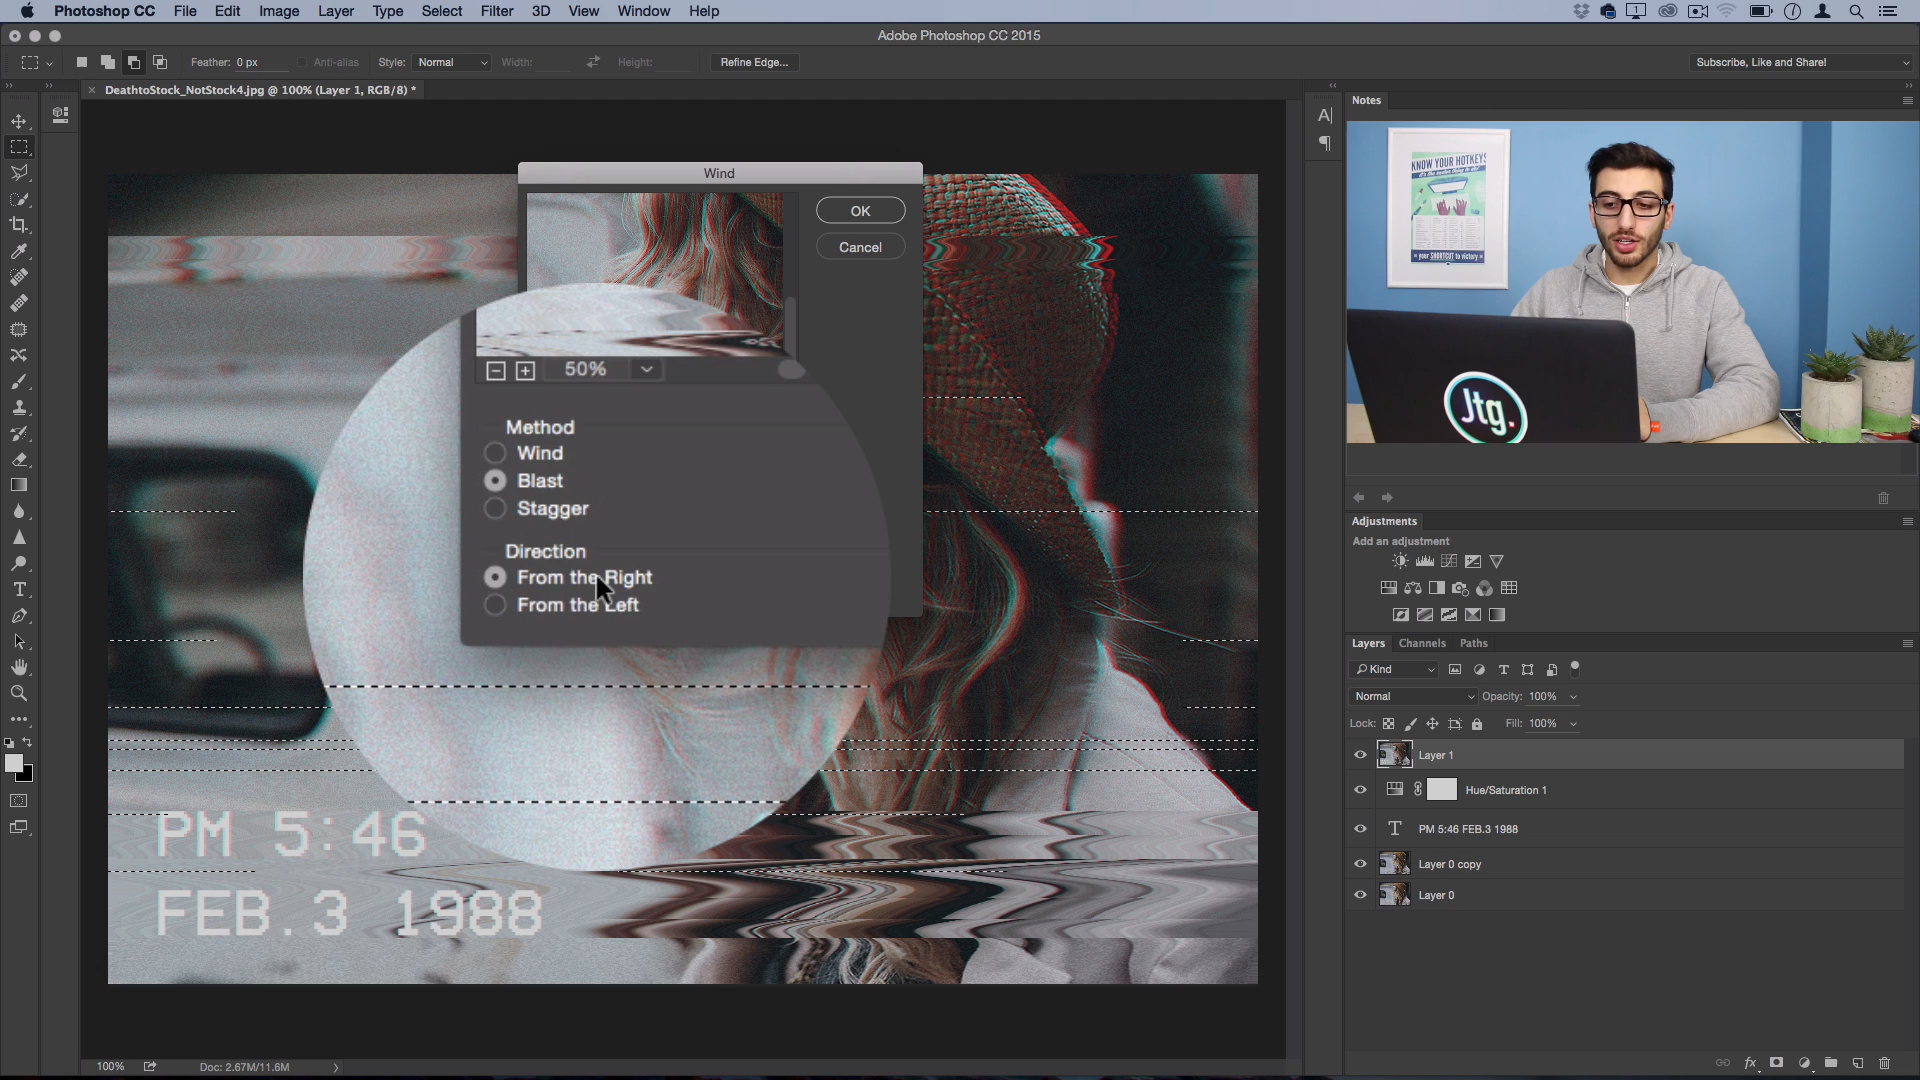 Photoshop CC File Edit Image Layer Type Select Filter 3D View Window Help
Adobe Photoshop CC 2015
Feather: 0 px Anti-alias Style: Normal Width: Height: Refine Edge... Subscribe, Like and Share!
DeathtoStock_NotStock4.jpg @ 100% (Layer 1, RGB/8) *
Notes
KNOW YOUR HOTKEYS
your SHORTCUT to victory
Jtg.
Wind
OK
Cancel
50%
Method
Wind
Blast
Stagger
Direction
From the Right
From the Left
PM 5:46
FEB.3 1988
Adjustments
Add an adjustment
Layers Channels Paths
Kind
Normal Opacity: 100%
Lock: Fill: 100%
Layer 1
Hue/Saturation 1
PM 5:46 FEB.3 1988
Layer 0 copy
Layer 0
100% Doc: 2.67M/11.6M